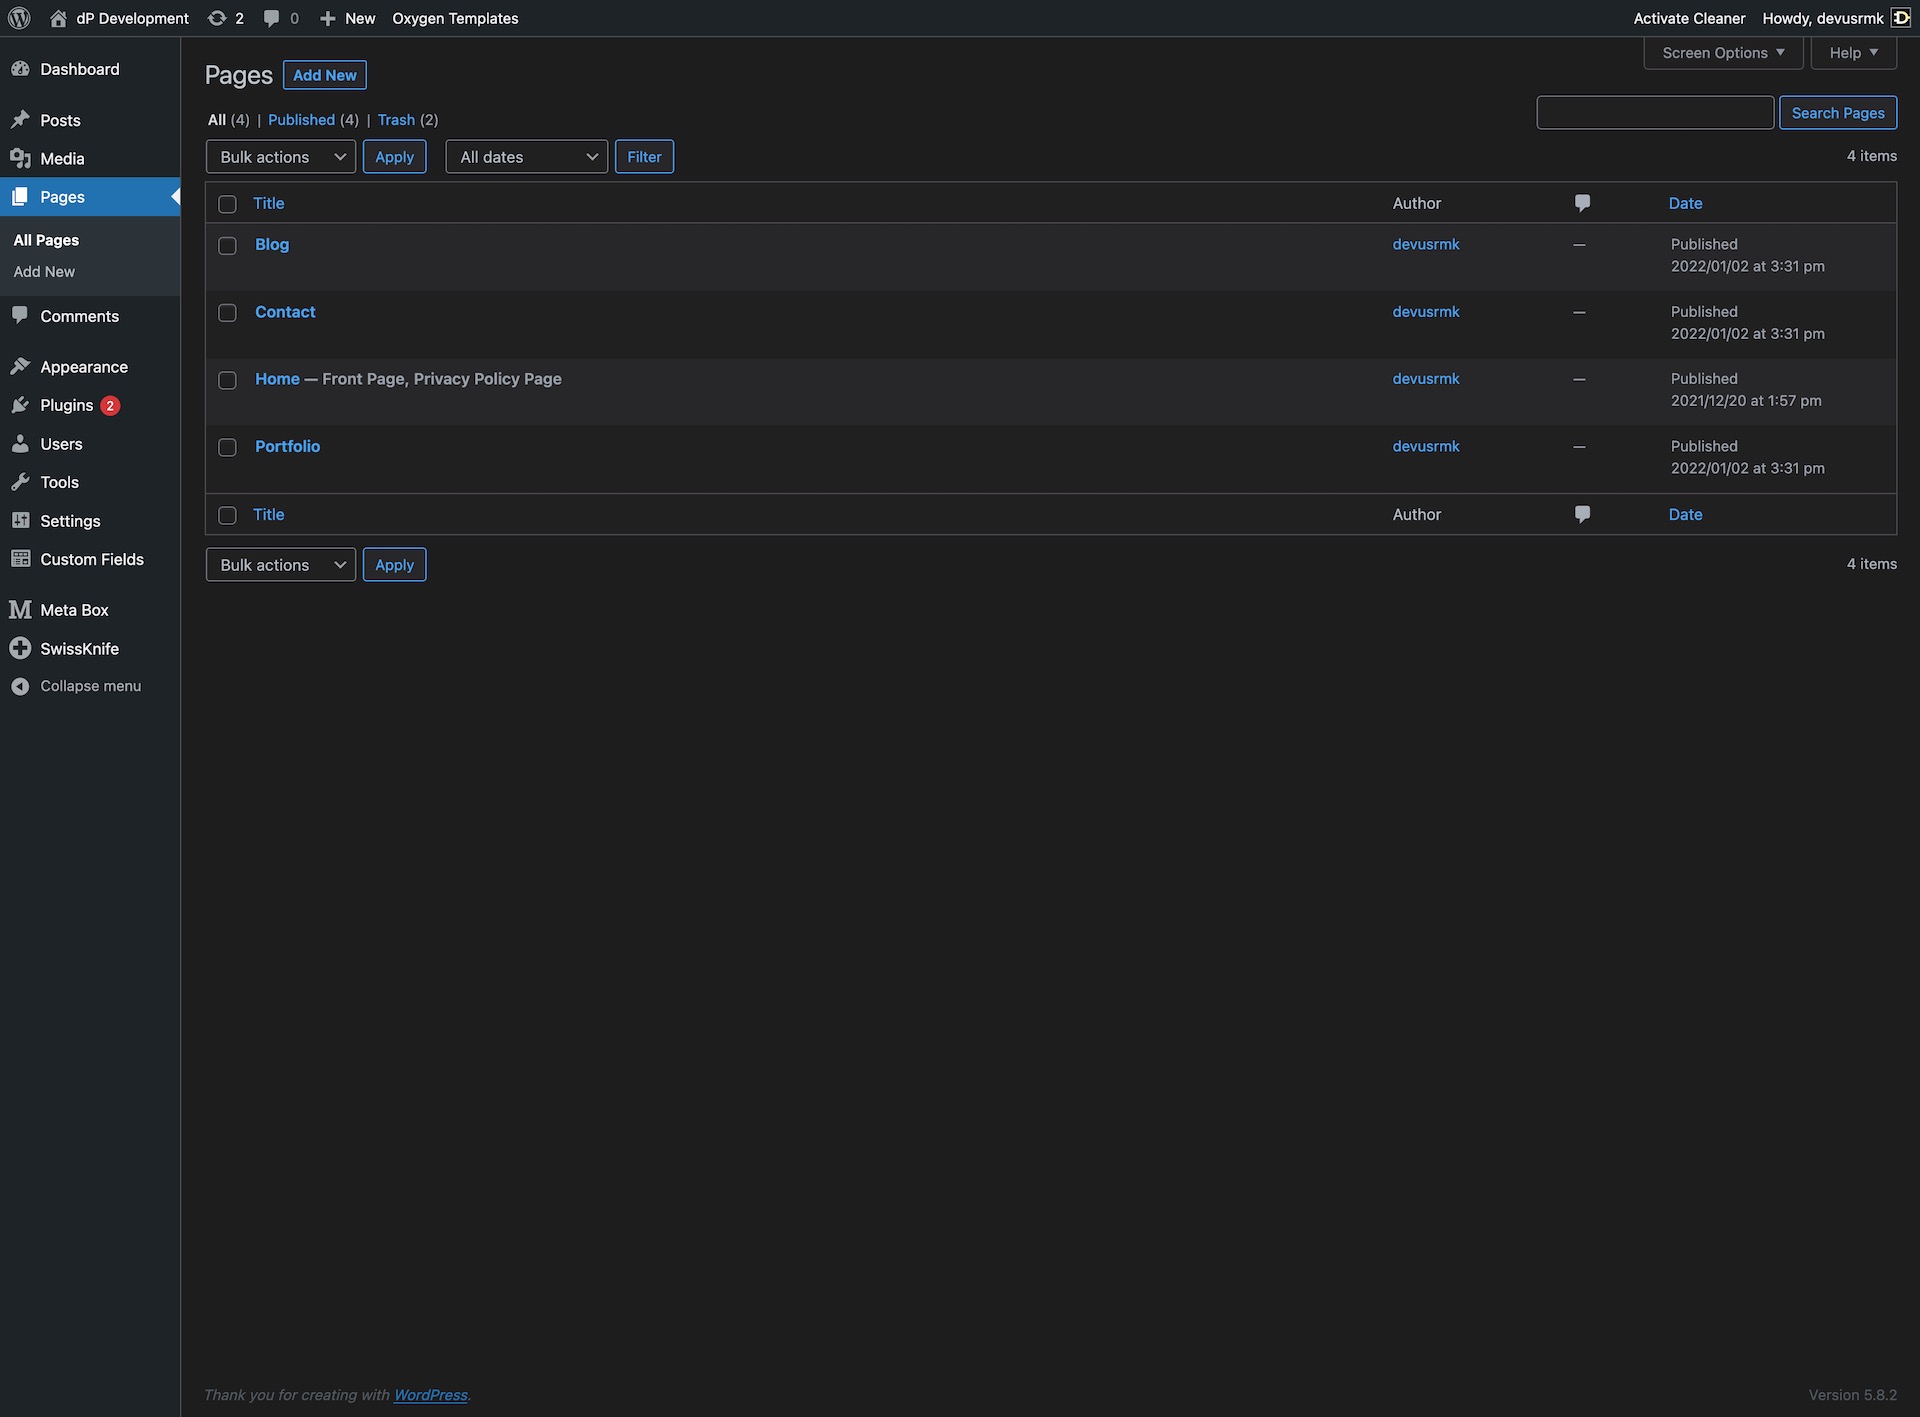 dP Development 2 0 New Oxygen Templates Activate Cleaner Howdy, devusrmk
Screen Options Help
Dashboard
Posts
Media
Pages
All Pages
Add New
Comments
Appearance
Plugins 2
Users
Tools
Settings
Custom Fields
Meta Box
SwissKnife
Collapse menu
Pages Add New
All (4) | Published (4) | Trash (2)
Search Pages
Bulk actions Apply All dates Filter 4 items
Title Author Date
Blog devusrmk — Published
2022/01/02 at 3:31 pm
Contact devusrmk — Published
2022/01/02 at 3:31 pm
Home — Front Page, Privacy Policy Page devusrmk — Published
2021/12/20 at 1:57 pm
Portfolio devusrmk — Published
2022/01/02 at 3:31 pm
Title Author Date
Bulk actions Apply 4 items
Thank you for creating with WordPress. Version 5.8.2